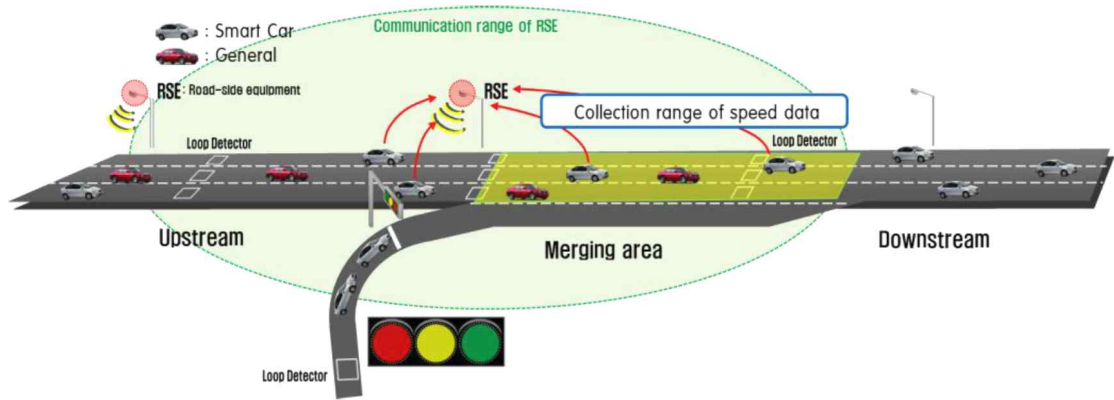 Communication range of RSE
: Smart Car
: General
RSE: Road-side equipment
RSE
Collection range of speed data
Loop Detector
Loop Detector
Upstream
Merging area
Downstream
Loop Detector